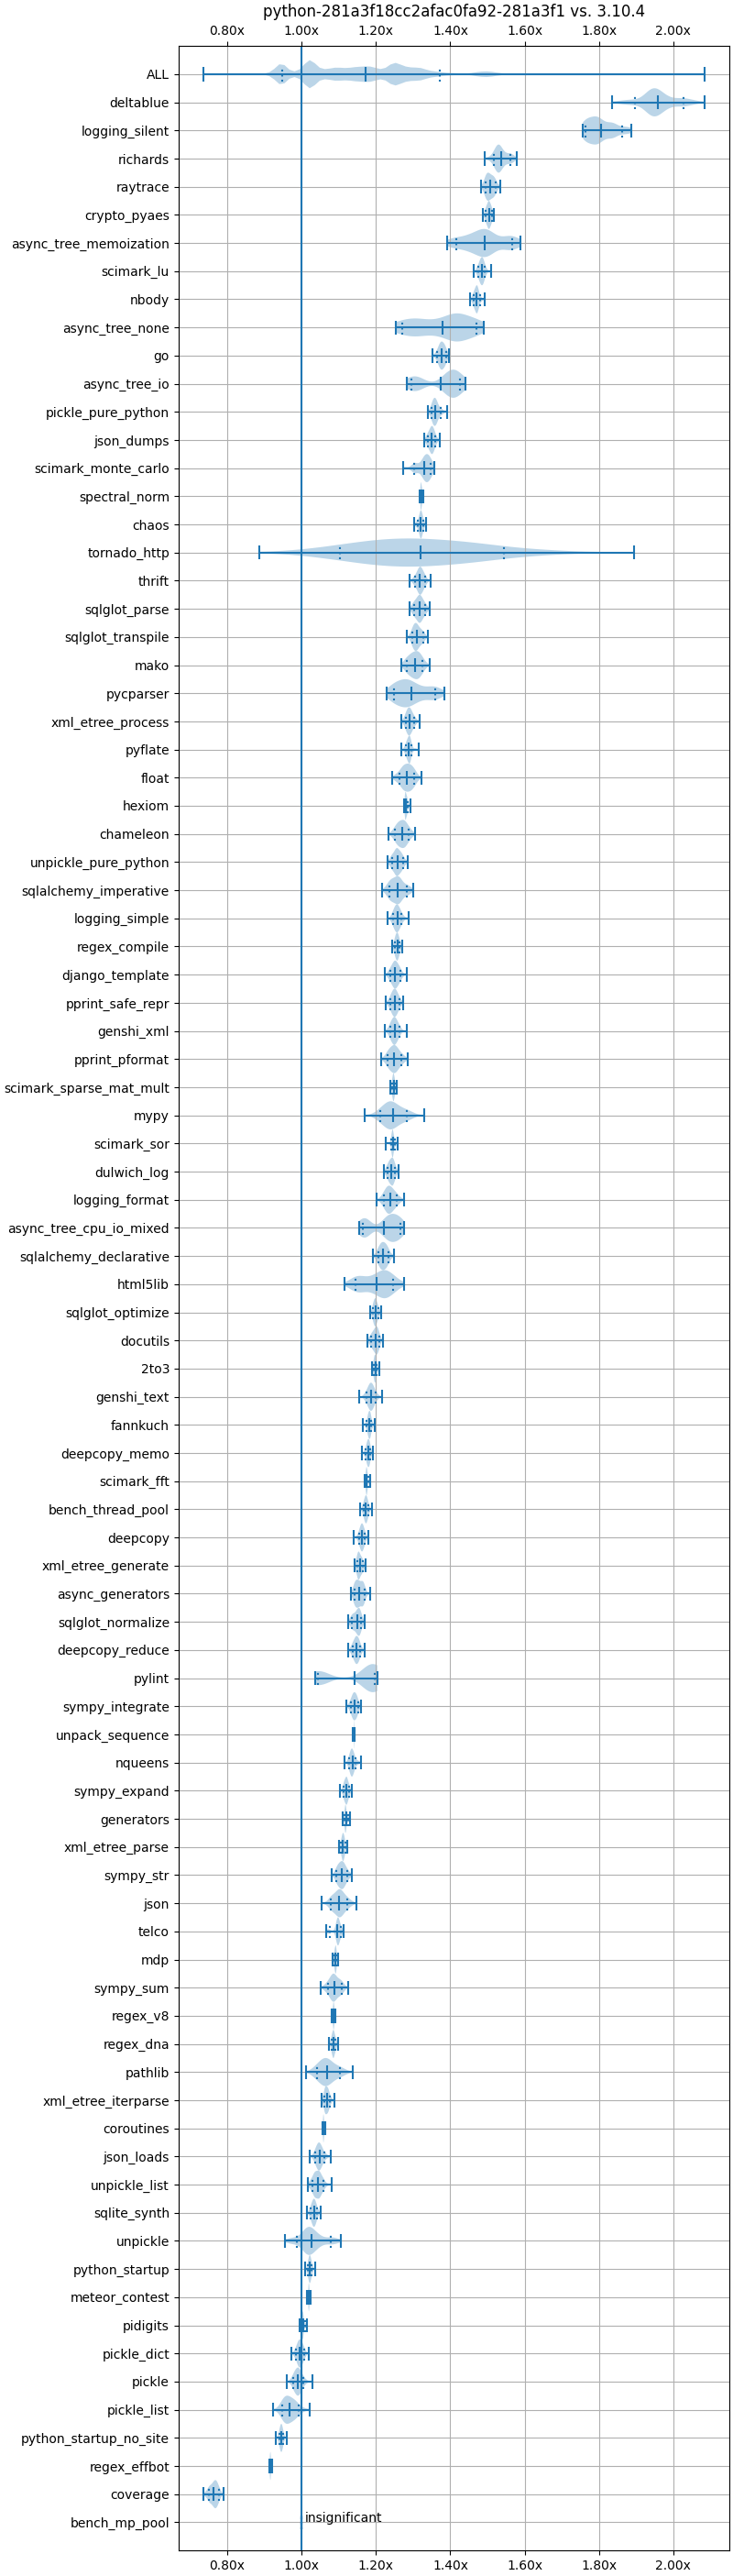 python-281a3f18cc2afac0fa92-281a3f1 vs. 3.10.4
0.80x 1.00x 1.20x 1.40x 1.60x 1.80x 2.00x
ALL
deltablue
logging_silent
richards
raytrace
crypto_pyaes
async_tree_memoization
scimark_lu
nbody
async_tree_none
go
async_tree_io
pickle_pure_python
json_dumps
scimark_monte_carlo
spectral_norm
chaos
tornado_http
thrift
sqlglot_parse
sqlglot_transpile
mako
pycparser
xml_etree_process
pyflate
float
hexiom
chameleon
unpickle_pure_python
sqlalchemy_imperative
logging_simple
regex_compile
django_template
pprint_safe_repr
genshi_xml
pprint_pformat
scimark_sparse_mat_mult
mypy
scimark_sor
dulwich_log
logging_format
async_tree_cpu_io_mixed
sqlalchemy_declarative
html5lib
sqlglot_optimize
docutils
2to3
genshi_text
fannkuch
deepcopy_memo
scimark_fft
bench_thread_pool
deepcopy
xml_etree_generate
async_generators
sqlglot_normalize
deepcopy_reduce
pylint
sympy_integrate
unpack_sequence
nqueens
sympy_expand
generators
xml_etree_parse
sympy_str
json
telco
mdp
sympy_sum
regex_v8
regex_dna
pathlib
xml_etree_iterparse
coroutines
json_loads
unpickle_list
sqlite_synth
unpickle
python_startup
meteor_contest
pidigits
pickle_dict
pickle
pickle_list
python_startup_no_site
regex_effbot
coverage
bench_mp_pool insignificant
0.80x 1.00x 1.20x 1.40x 1.60x 1.80x 2.00x